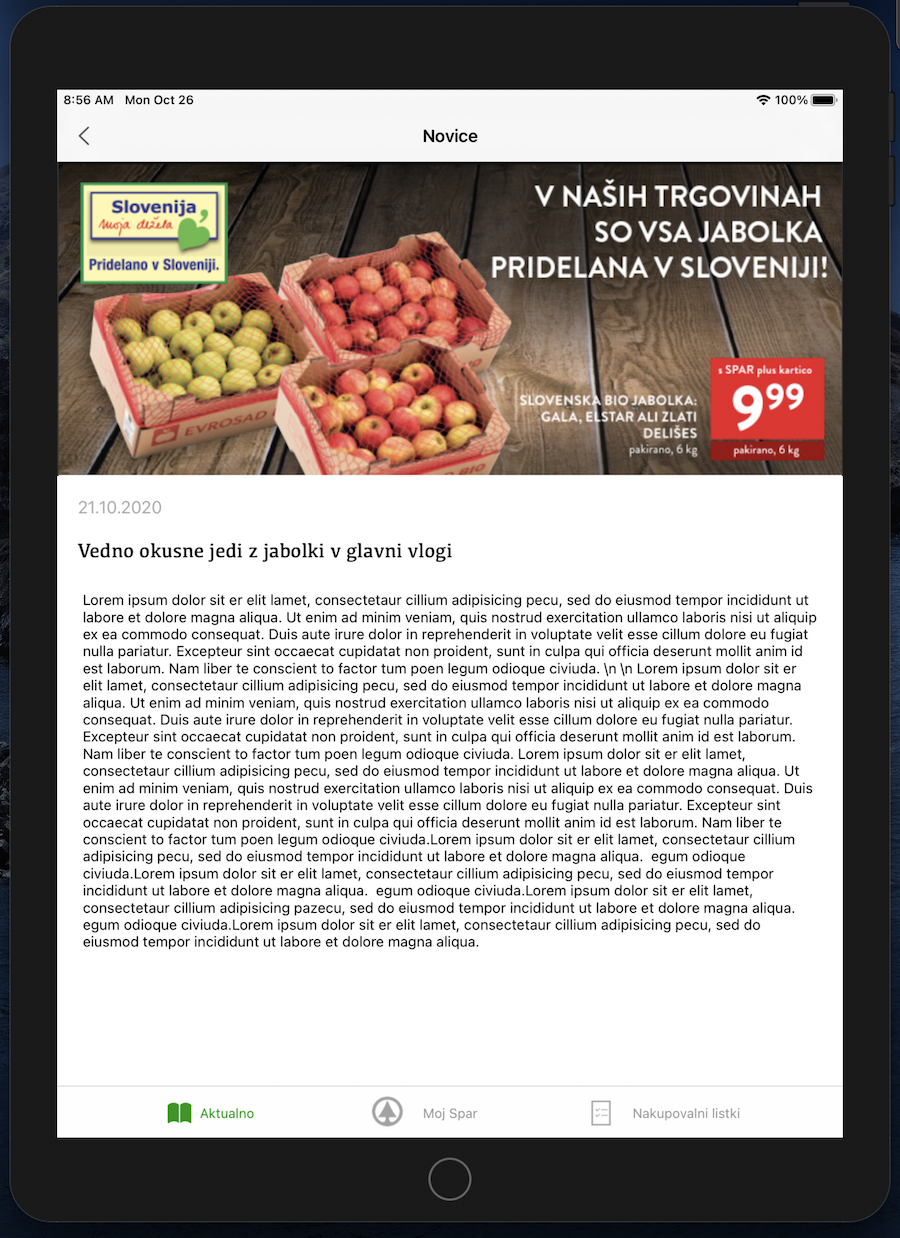 8:56 AM Mon Oct 26
100%
Novice
Slovenija
moja dežela
Pridelano v Sloveniji.
V NAŠIH TRGOVINAH
SO VSA JABOLKA
PRIDELANA V SLOVENIJI!
EVROSAD
BIO
SLOVENSKA BIO JABOLKA:
GALA, ELSTAR ALI ZLATI
DELIŠES
pakirano, 6 kg
s SPAR plus kartico
9⁹⁹
pakirano, 6 kg
21.10.2020
Vedno okusne jedi z jabolki v glavni vlogi
Lorem ipsum dolor sit er elit lamet, consectetaur cillium adipisicing pecu, sed do eiusmod tempor incididunt ut
labore et dolore magna aliqua. Ut enim ad minim veniam, quis nostrud exercitation ullamco laboris nisi ut aliquip
ex ea commodo consequat. Duis aute irure dolor in reprehenderit in voluptate velit esse cillum dolore eu fugiat
nulla pariatur. Excepteur sint occaecat cupidatat non proident, sunt in culpa qui officia deserunt mollit anim id
est laborum. Nam liber te conscient to factor tum poen legum odioque civiuda. \n \n Lorem ipsum dolor sit er
elit lamet, consectetaur cillium adipisicing pecu, sed do eiusmod tempor incididunt ut labore et dolore magna
aliqua. Ut enim ad minim veniam, quis nostrud exercitation ullamco laboris nisi ut aliquip ex ea commodo
consequat. Duis aute irure dolor in reprehenderit in voluptate velit esse cillum dolore eu fugiat nulla pariatur.
Excepteur sint occaecat cupidatat non proident, sunt in culpa qui officia deserunt mollit anim id est laborum.
Nam liber te conscient to factor tum poen legum odioque civiuda. Lorem ipsum dolor sit er elit lamet,
consectetaur cillium adipisicing pecu, sed do eiusmod tempor incididunt ut labore et dolore magna aliqua. Ut
enim ad minim veniam, quis nostrud exercitation ullamco laboris nisi ut aliquip ex ea commodo consequat. Duis
aute irure dolor in reprehenderit in voluptate velit esse cillum dolore eu fugiat nulla pariatur. Excepteur sint
occaecat cupidatat non proident, sunt in culpa qui officia deserunt mollit anim id est laborum. Nam liber te
conscient to factor tum poen legum odioque civiuda.Lorem ipsum dolor sit er elit lamet, consectetaur cillium
adipisicing pecu, sed do eiusmod tempor incididunt ut labore et dolore magna aliqua.  egum odioque
civiuda.Lorem ipsum dolor sit er elit lamet, consectetaur cillium adipisicing pecu, sed do eiusmod tempor
incididunt ut labore et dolore magna aliqua.  egum odioque civiuda.Lorem ipsum dolor sit er elit lamet,
consectetaur cillium adipisicing pazecu, sed do eiusmod tempor incididunt ut labore et dolore magna aliqua.
egum odioque civiuda.Lorem ipsum dolor sit er elit lamet, consectetaur cillium adipisicing pecu, sed do
eiusmod tempor incididunt ut labore et dolore magna aliqua.
Aktualno
Moj Spar
Nakupovalni listki